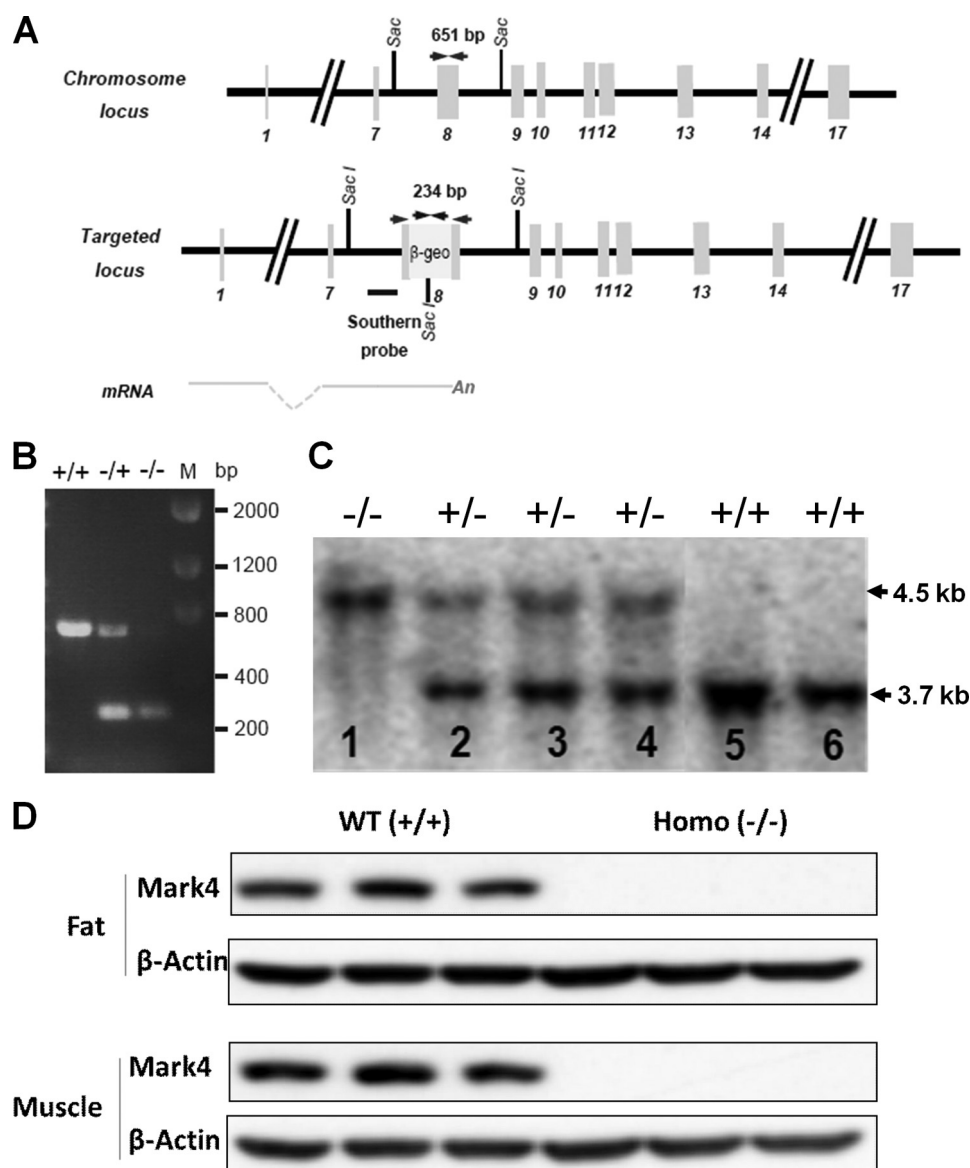 A
651 bp
Sac
Sac
Chromosome
locus
1
7
8
9
10
11
12
13
14
17
234 bp
Sac I
Sac I
Targeted
locus
β-geo
1
7
8
9
10
11
12
13
14
17
Sac I
Southern
probe
mRNA
An
B
+/+ -/+ -/- M bp
2000
1200
800
400
200
C
-/- +/- +/- +/- +/+ +/+
4.5 kb
3.7 kb
1 2 3 4 5 6
D
WT (+/+) Homo (-/-)
Fat
Mark4
β-Actin
Muscle
Mark4
β-Actin